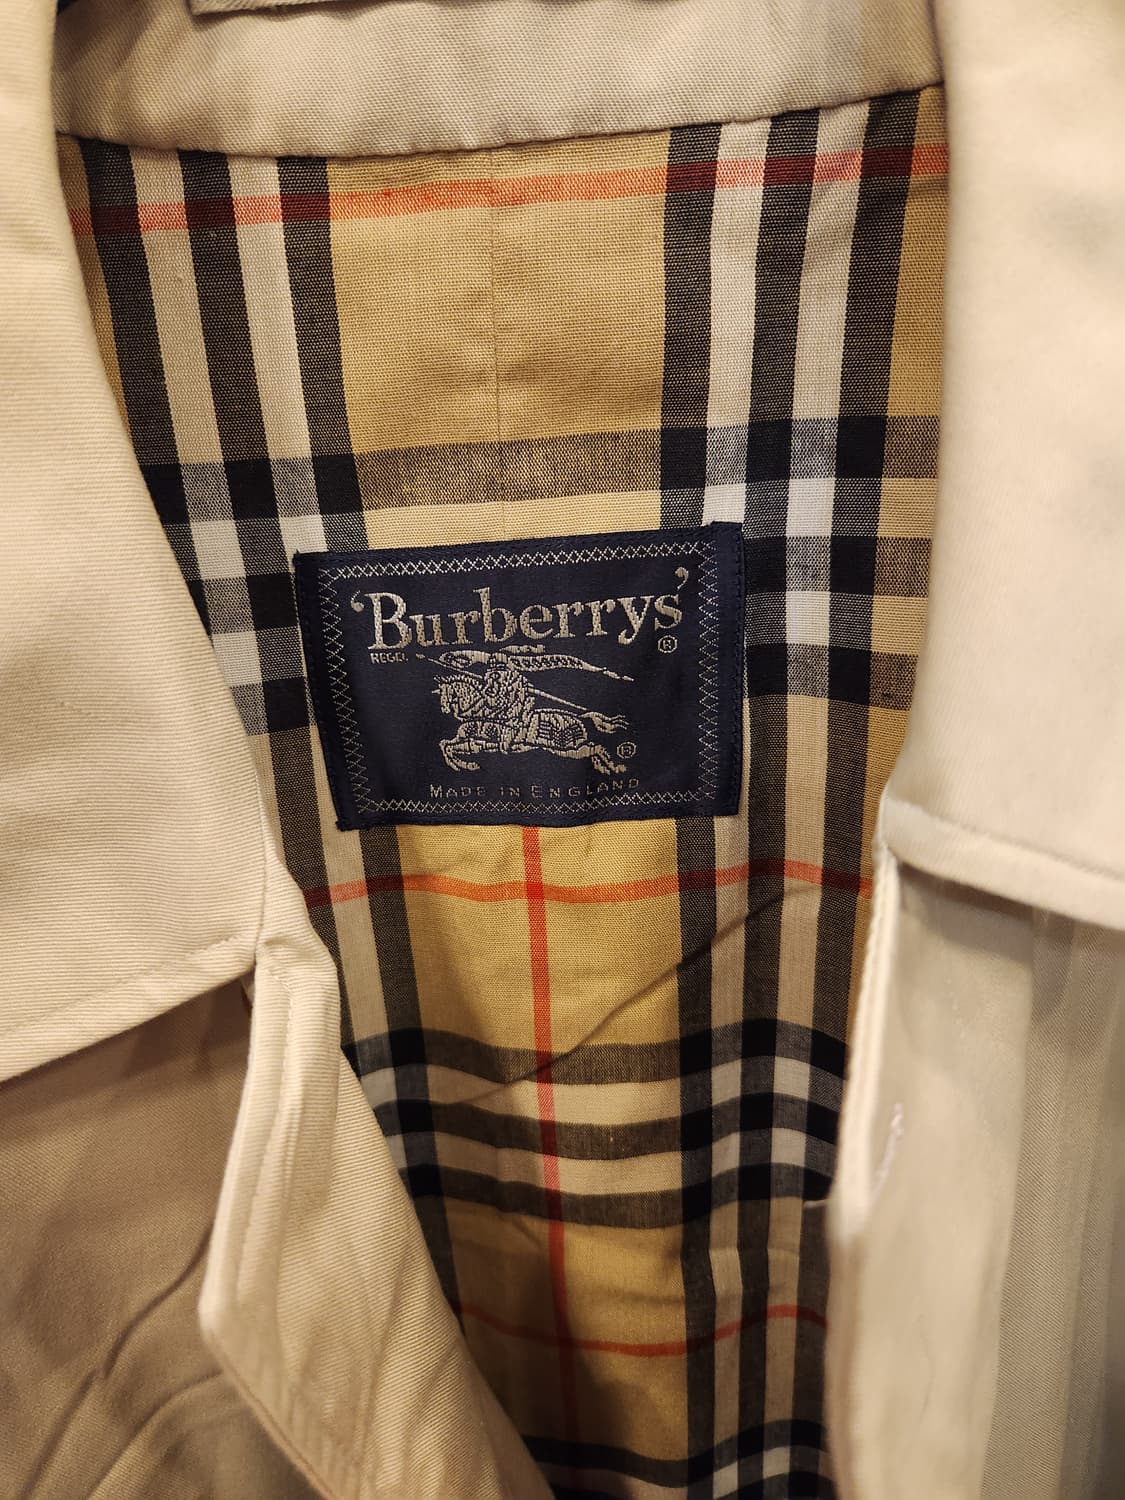 ‘Burberrys’
REGD. ®
®
MADE IN ENGLAND